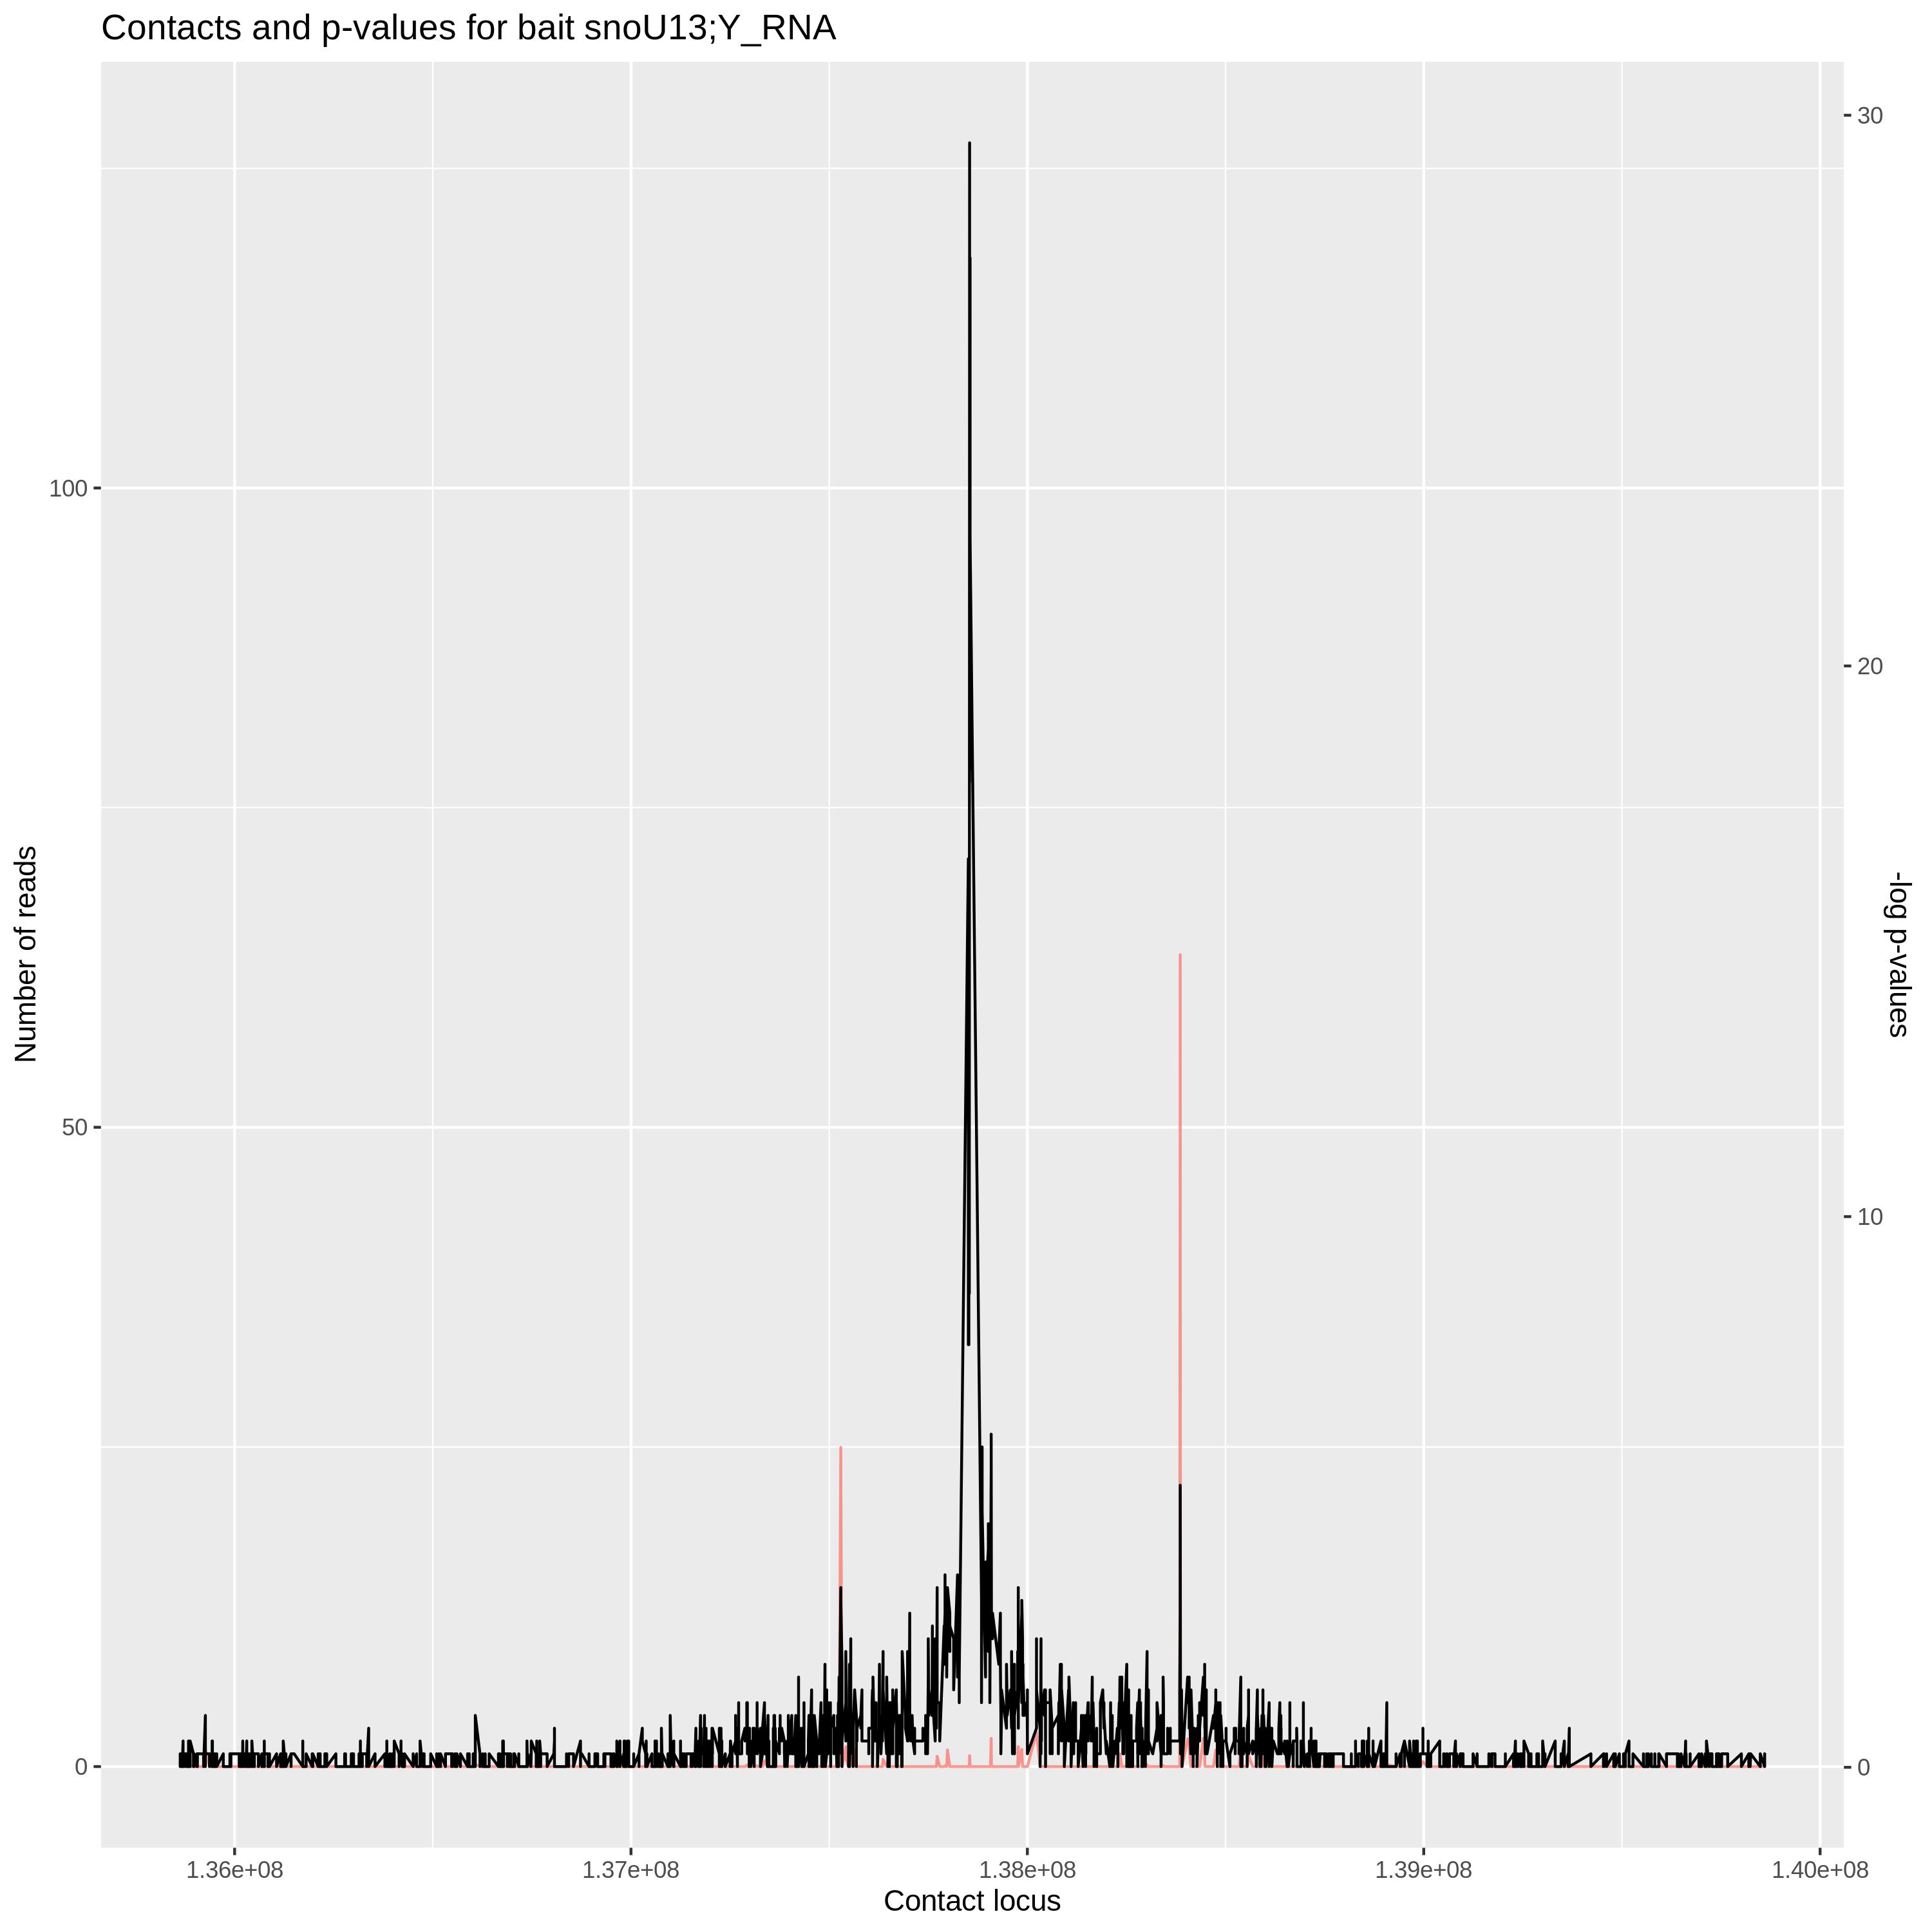 Contacts and p-values for bait snoU13;Y_RNA
Number of reads
100
50
0
30
20
10
0
-log p-values
1.36e+08 1.37e+08 1.38e+08 1.39e+08 1.40e+08
Contact locus